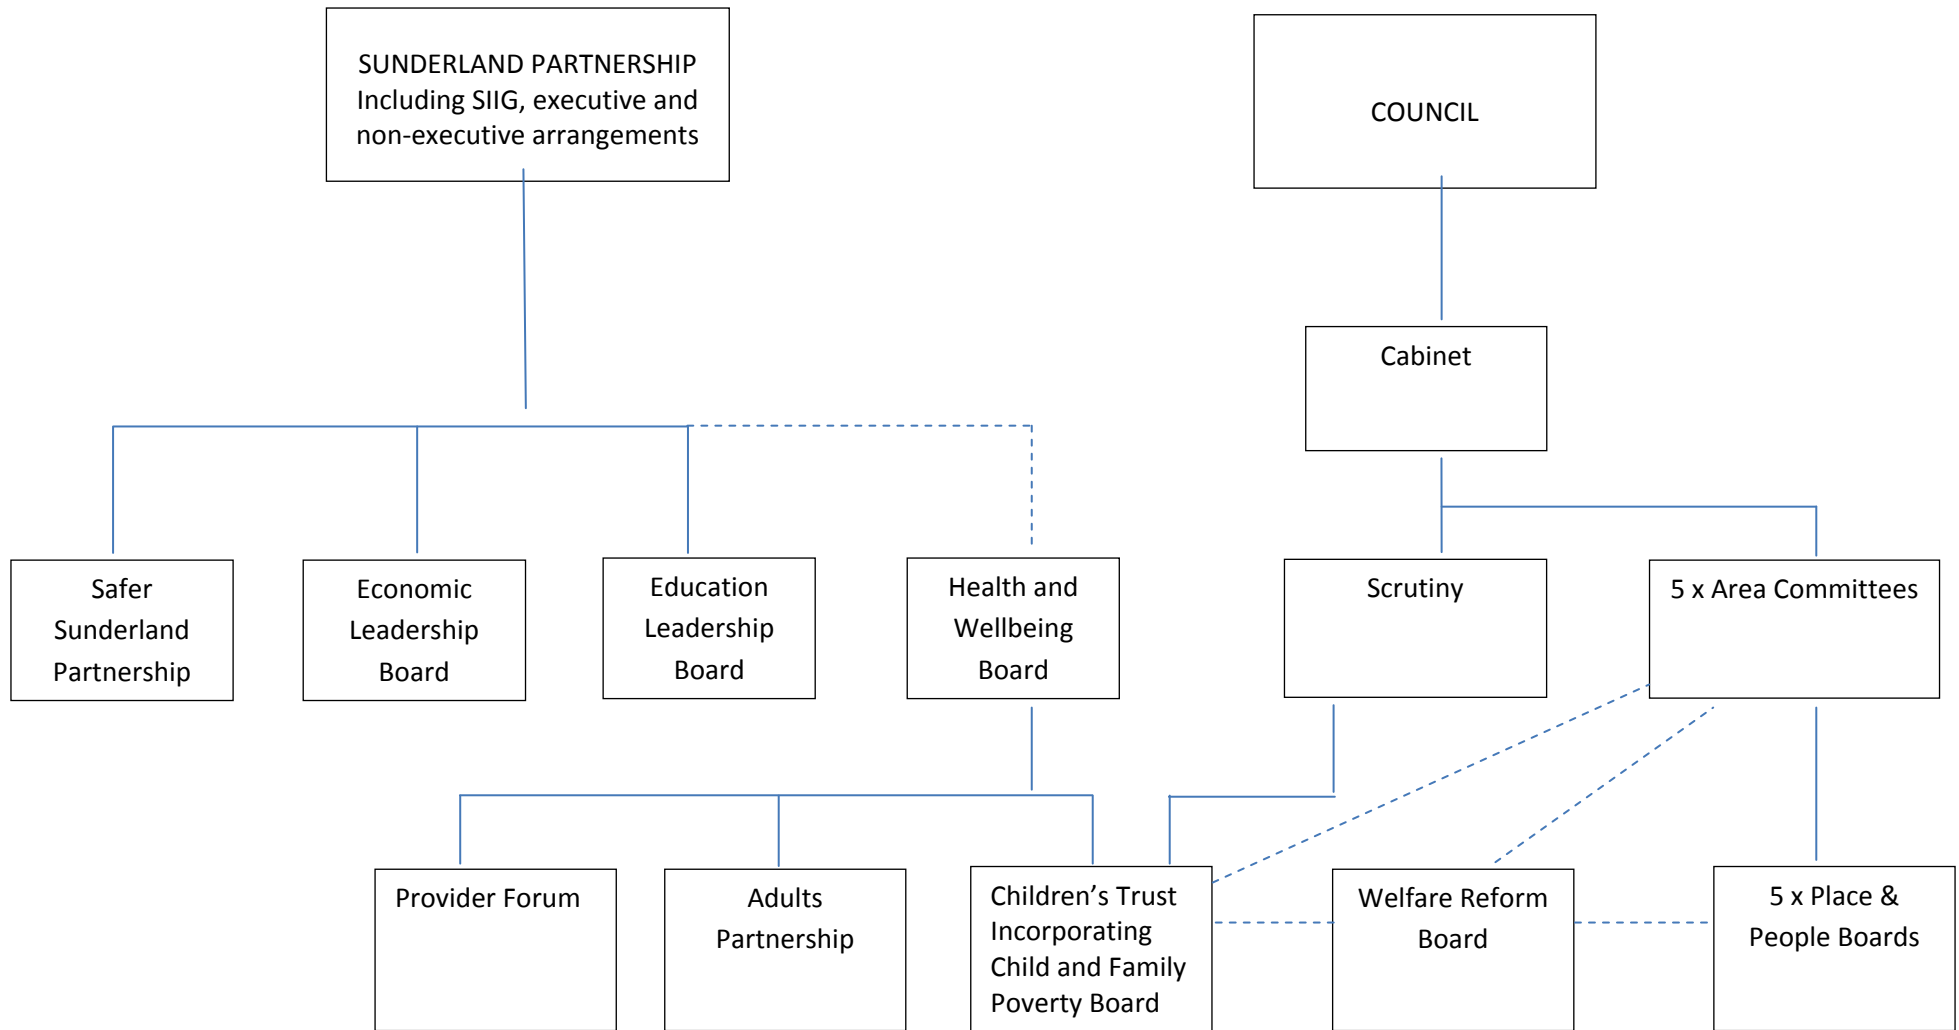 SUNDERLAND PARTNERSHIP
Including SIIG, executive and
non-executive arrangements
COUNCIL
Cabinet
Safer
Sunderland
Partnership
Economic
Leadership
Board
Education
Leadership
Board
Health and
Wellbeing
Board
Scrutiny
5 x Area Committees
Provider Forum
Adults
Partnership
Children’s Trust
Incorporating
Child and Family
Poverty Board
Welfare Reform
Board
5 x Place &
People Boards